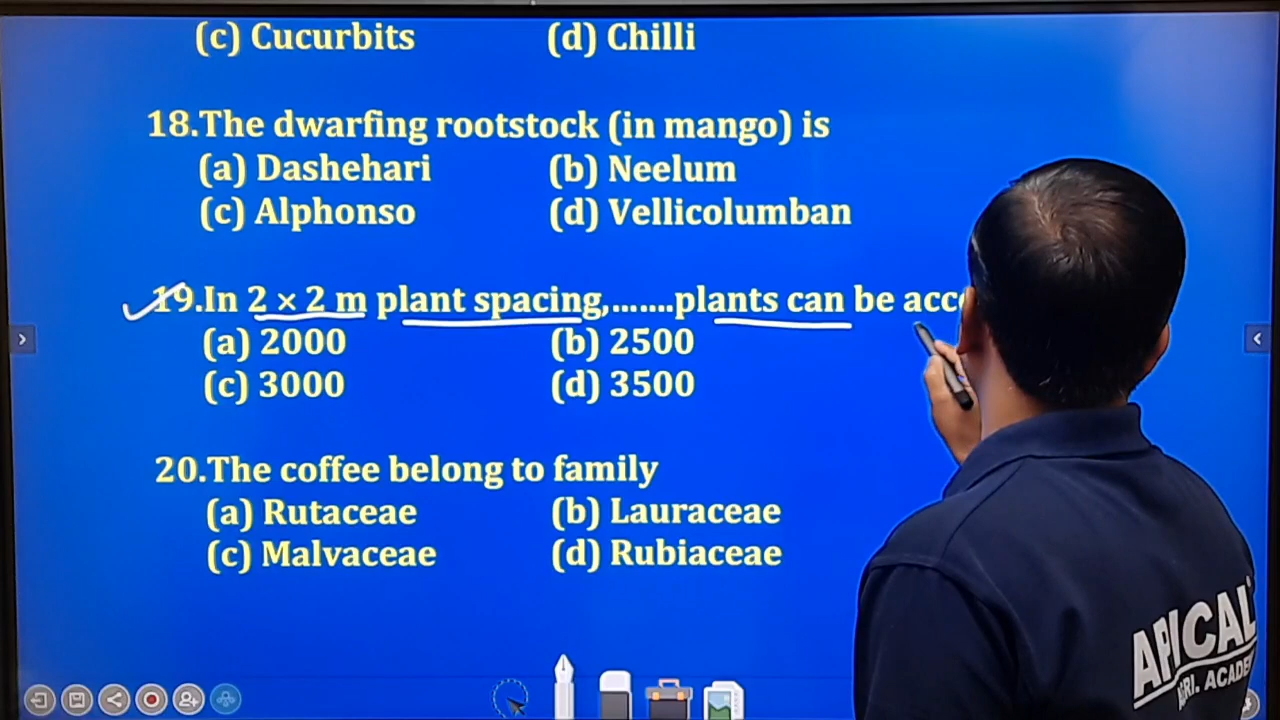 (c) Cucurbits (d) Chilli
18.The dwarfing rootstock (in mango) is
(a) Dashehari (b) Neelum
(c) Alphonso (d) Vellicolumban
19.In 2 × 2 m plant spacing,.......plants can be acc
(a) 2000 (b) 2500
(c) 3000 (d) 3500
20.The coffee belong to family
(a) Rutaceae (b) Lauraceae
(c) Malvaceae (d) Rubiaceae
APICAL
AGRI. ACADE